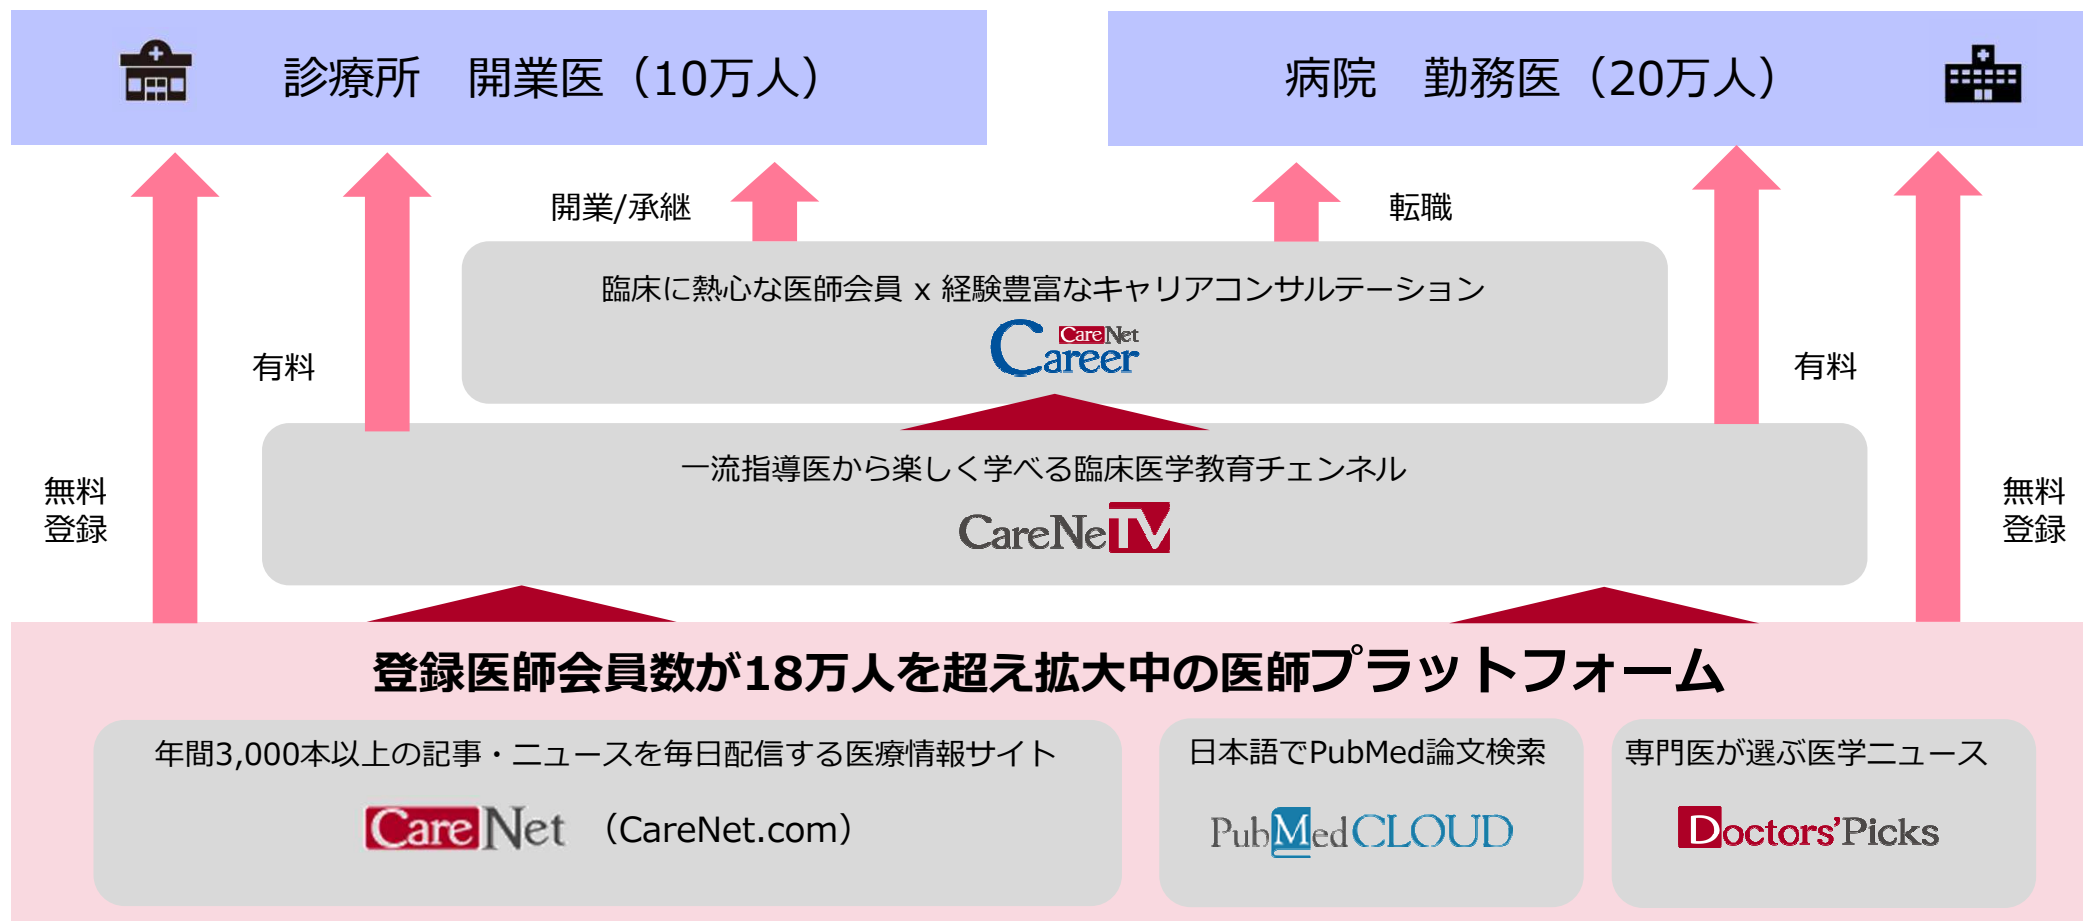 診療所　開業医（10万人）
病院　勤務医（20万人）
開業/承継
転職
臨床に熱心な医師会員 x 経験豊富なキャリアコンサルテーション
CareNet
Career
有料
有料
一流指導医から楽しく学べる臨床医学教育チェンネル
CareNeTV
無料
登録
無料
登録
登録医師会員数が18万人を超え拡大中の医師プラットフォーム
年間3,000本以上の記事・ニュースを毎日配信する医療情報サイト
CareNet （CareNet.com）
日本語でPubMed論文検索
PubMedCLOUD
専門医が選ぶ医学ニュース
Doctors'Picks